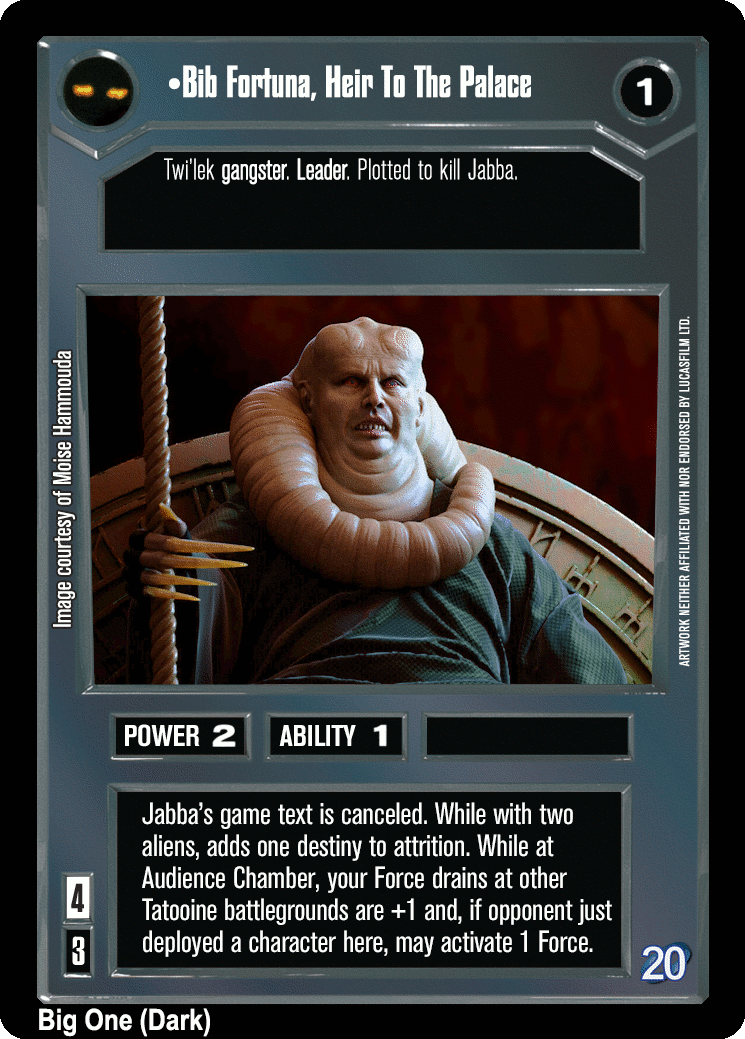 •Bib Fortuna, Heir To The Palace
1
Twi'lek gangster. Leader. Plotted to kill Jabba.
Image courtesy of Moise Hammouda
ARTWORK NEITHER AFFILIATED WITH NOR ENDORSED BY LUCASFILM LTD.
POWER 2
ABILITY 1
Jabba's game text is canceled. While with two
aliens, adds one destiny to attrition. While at
Audience Chamber, your Force drains at other
Tatooine battlegrounds are +1 and, if opponent just
deployed a character here, may activate 1 Force.
4
3
20
Big One (Dark)